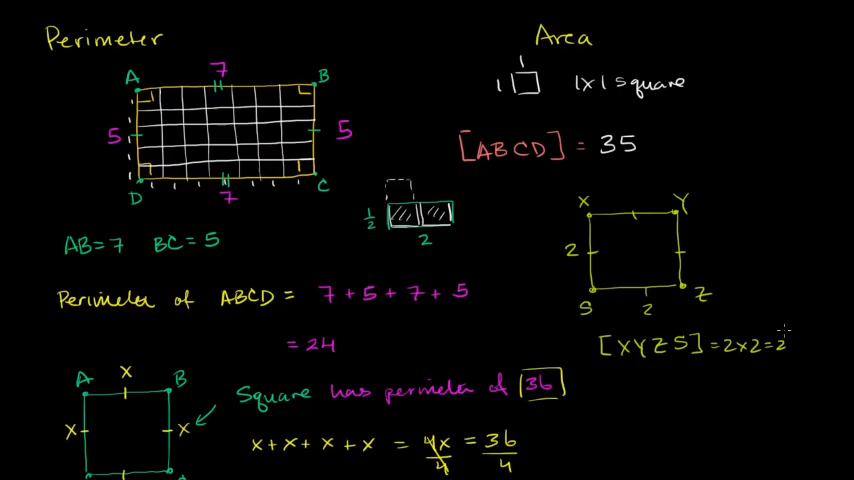 Perimeter
A 7 B
5 5
D 7 C
AB=7 BC=5
Perimeter of ABCD = 7+5+7+5
= 24
A X B
X X
Square has perimeter of 36
x+x+x+x = 4x/4 = 36/4
Area
1
1 1x1 square
[ABCD] = 35
1/2
2
X Y
2
S 2 Z
[XYZS] = 2x2 = 2